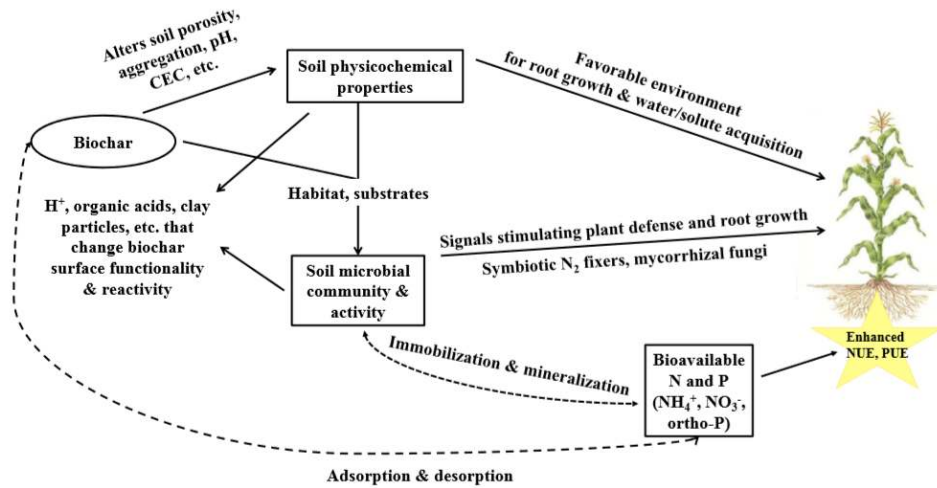 Alters soil porosity,
aggregation, pH,
CEC, etc.
Soil physicochemical
properties
Favorable environment
for root growth & water/solute acquisition
Biochar
Habitat, substrates
H⁺, organic acids, clay
particles, etc. that
change biochar
surface functionality
& reactivity
Signals stimulating plant defense and root growth
Symbiotic N₂ fixers, mycorrhizal fungi
Soil microbial
community &
activity
Immobilization & mineralization
Bioavailable
N and P
(NH₄⁺, NO₃⁻,
ortho-P)
Enhanced
NUE, PUE
Adsorption & desorption